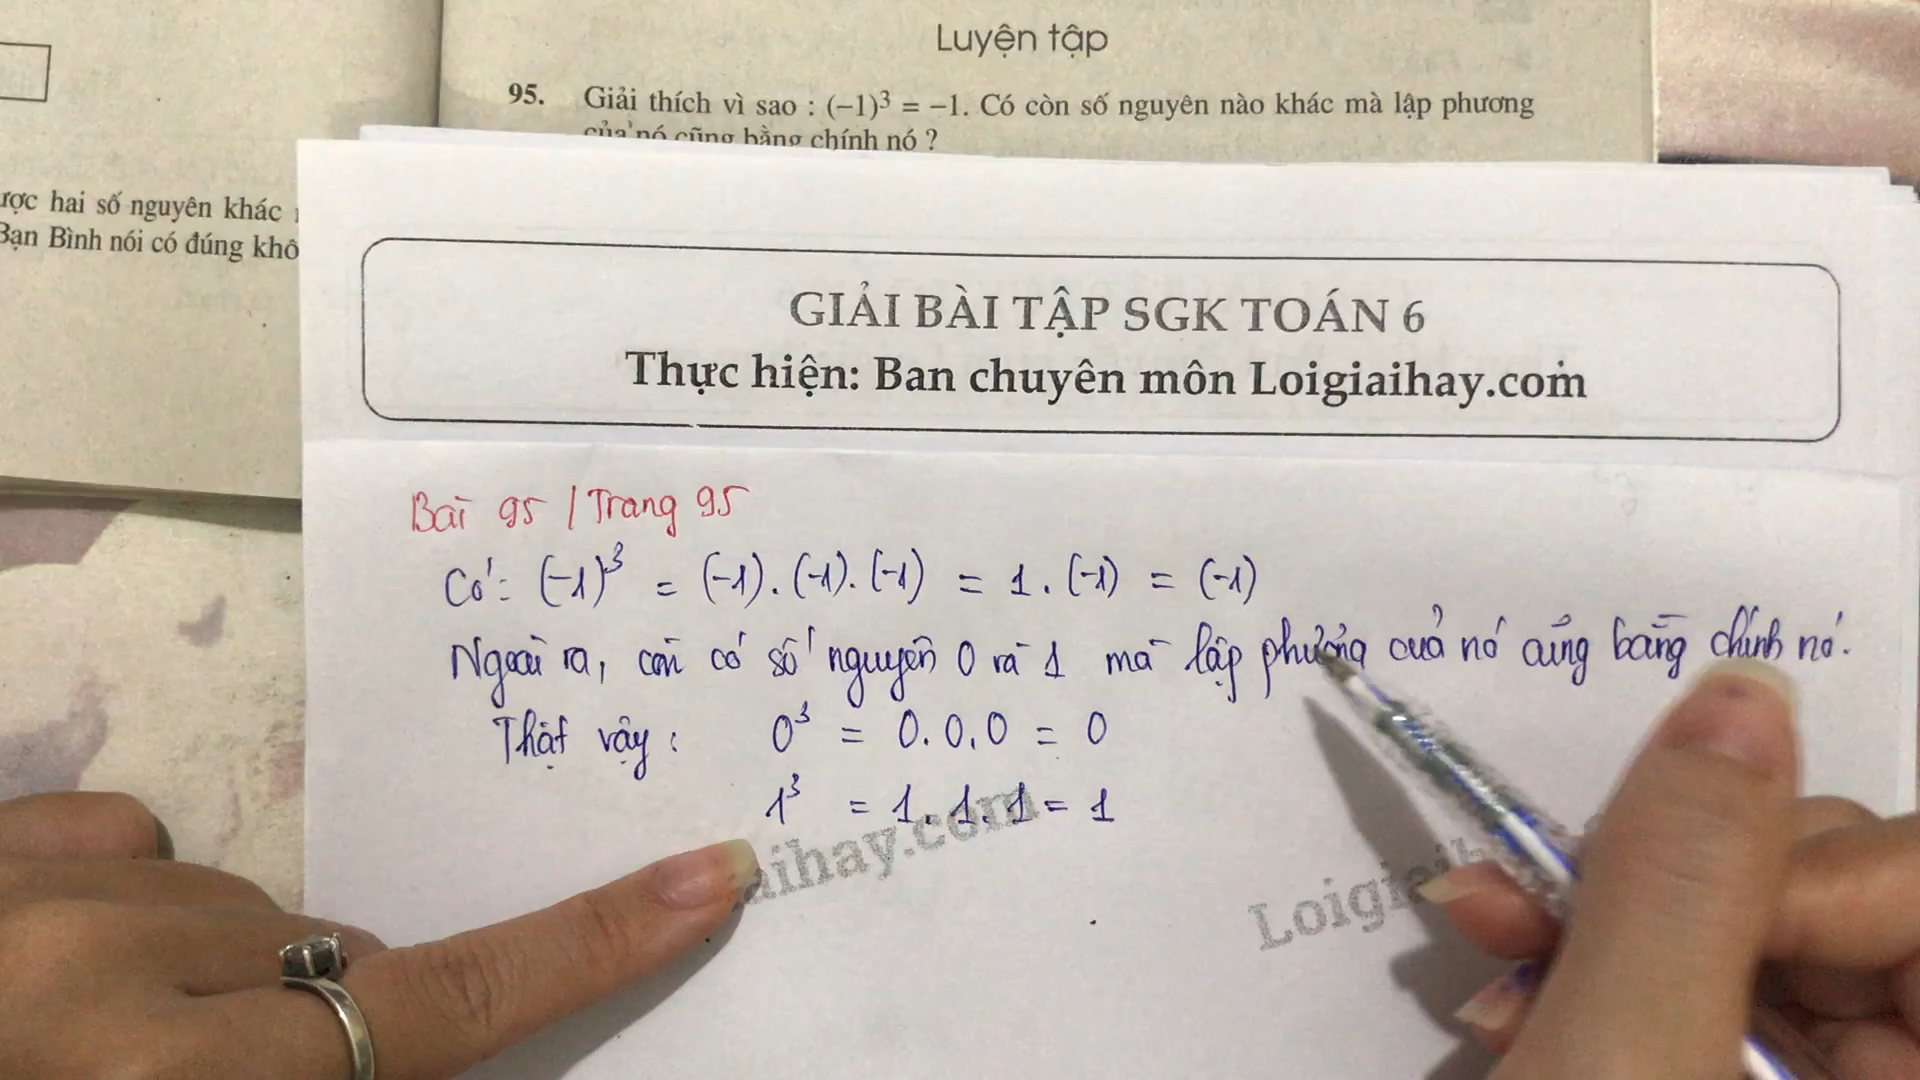 Luyện tập
95. Giải thích vì sao : (−1)³ = −1. Có còn số nguyên nào khác mà lập phương
của nó cũng bằng chính nó ?
ược hai số nguyên khác
Bạn Bình nói có đúng khô
GIẢI BÀI TẬP SGK TOÁN 6
Thực hiện: Ban chuyên môn Loigiaihay.com
Bài 95 / Trang 95
Có: (-1)³ = (-1).(-1).(-1) = 1.(-1) = (-1)
Ngoài ra, còn có số nguyên 0 và 1 mà lập phương của nó cũng bằng chính nó.
Thật vậy: 0³ = 0.0.0 = 0
1³ = 1.1.1 = 1
aihay.com
Loigiaih